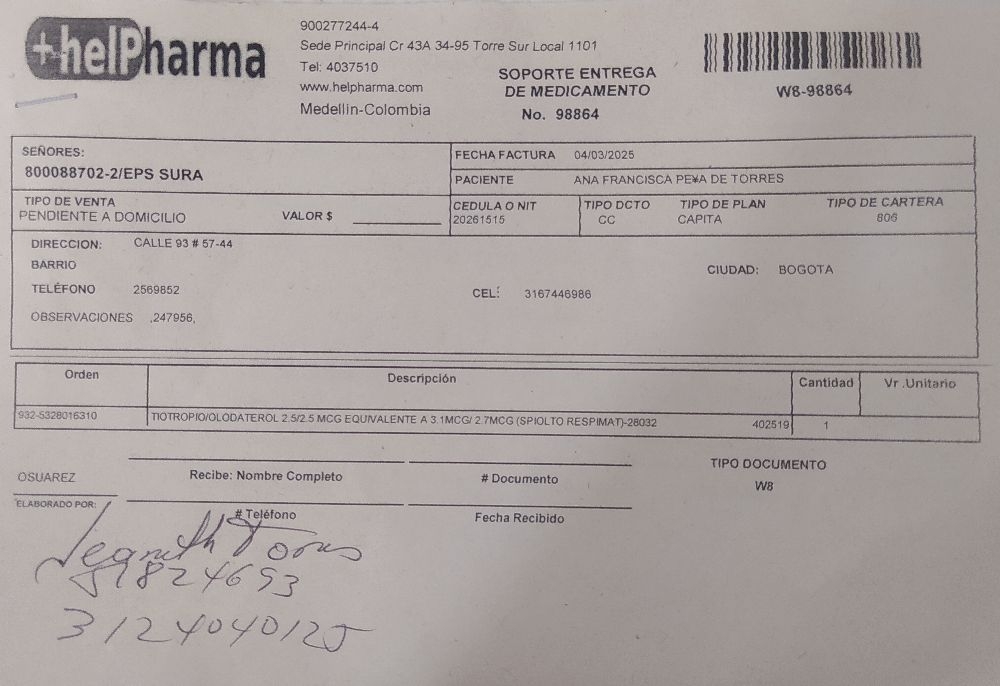 +helPharma
900277244-4
Sede Principal Cr 43A 34-95 Torre Sur Local 1101
Tel: 4037510
www.helpharma.com
Medellin-Colombia
SOPORTE ENTREGA
DE MEDICAMENTO
No. 98864
W8-98864
SEÑORES:
800088702-2/EPS SURA
FECHA FACTURA 04/03/2025
PACIENTE ANA FRANCISCA PE¥A DE TORRES
TIPO DE VENTA
PENDIENTE A DOMICILIO VALOR $
CEDULA O NIT TIPO DCTO TIPO DE PLAN TIPO DE CARTERA
20261515 CC CAPITA 806
DIRECCION: CALLE 93 # 57-44
BARRIO
CIUDAD: BOGOTA
TELÉFONO 2569852
CEL: 3167446986
OBSERVACIONES ,247956,
Orden Descripción Cantidad Vr .Unitario
932-5328016310 TIOTROPIO/OLODATEROL 2.5/2.5 MCG EQUIVALENTE A 3.1MCG/ 2.7MCG (SPIOLTO RESPIMAT)-28032 402519 1
OSUAREZ
Recibe: Nombre Completo # Documento
TIPO DOCUMENTO
W8
ELABORADO POR:
# Teléfono Fecha Recibido
Torres
3124040125